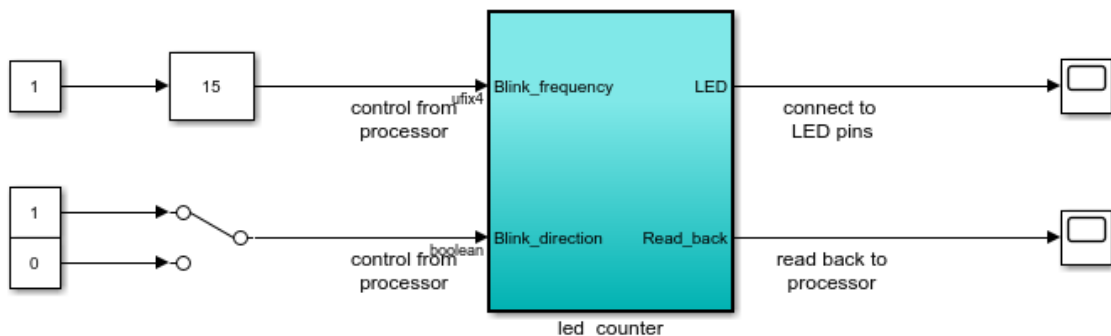 1
15
ufix4
control from
processor
Blink_frequency
LED
connect to
LED pins
1
0
boolean
control from
processor
Blink_direction
Read_back
read back to
processor
led_counter